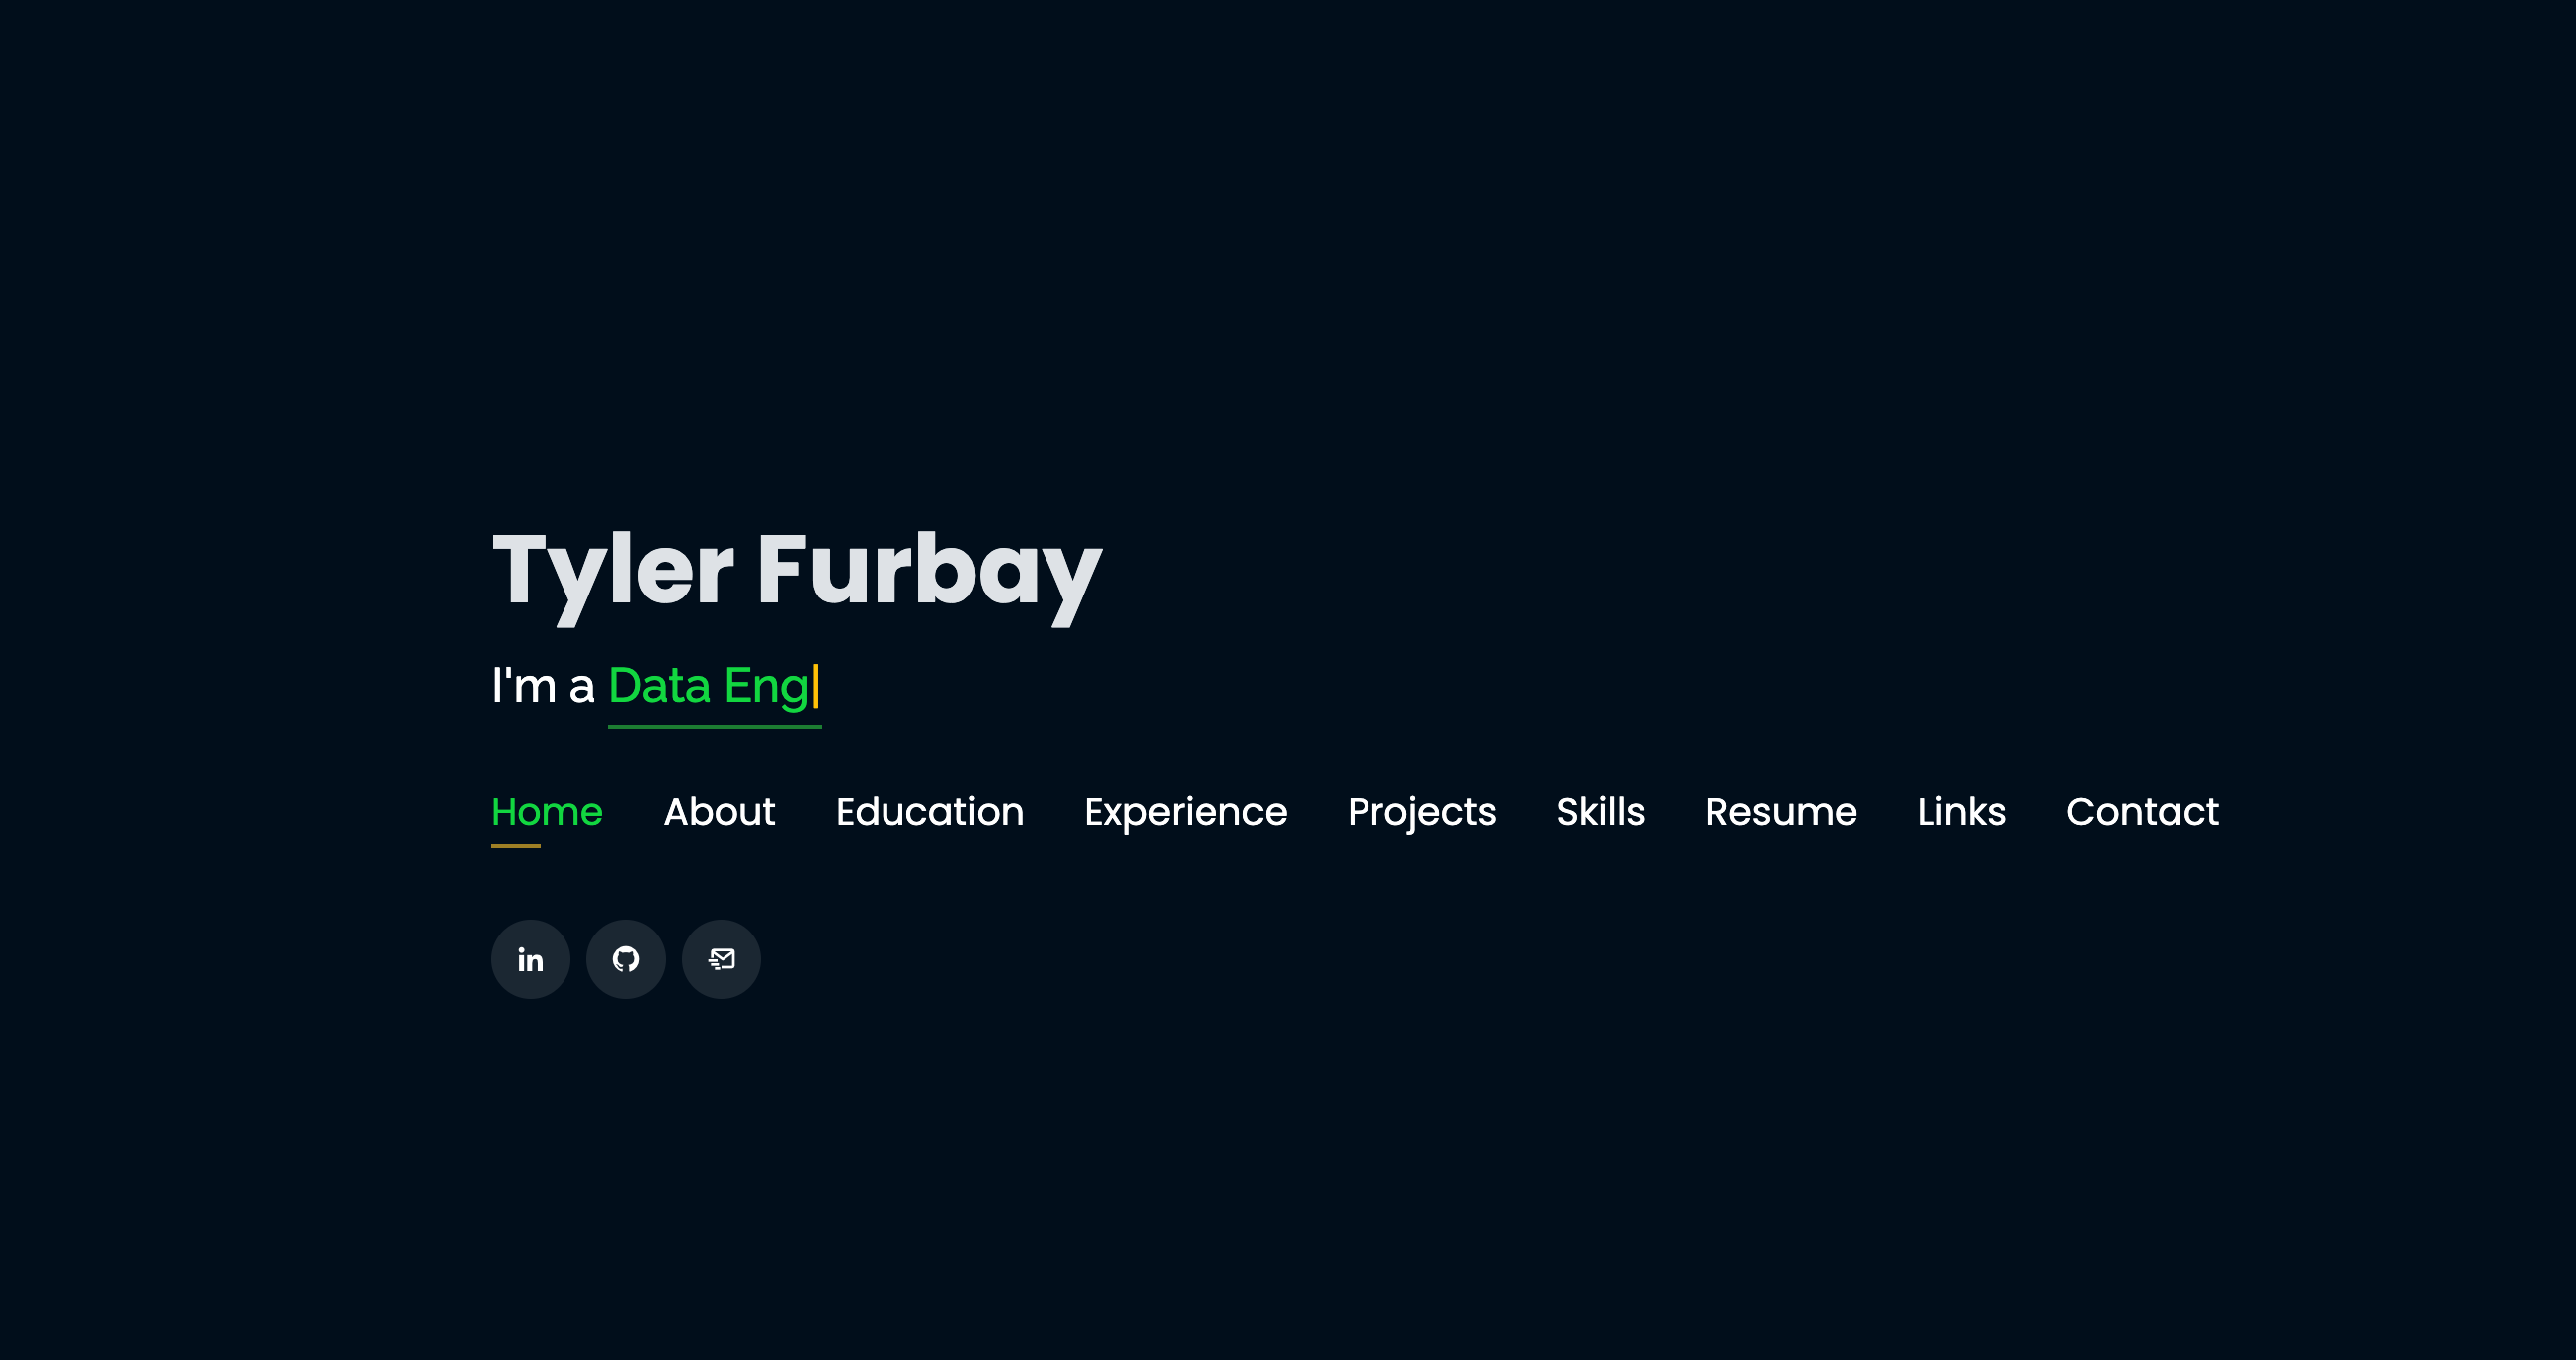 Tyler Furbay
I'm a Data Eng
Home About Education Experience Projects Skills Resume Links Contact
in